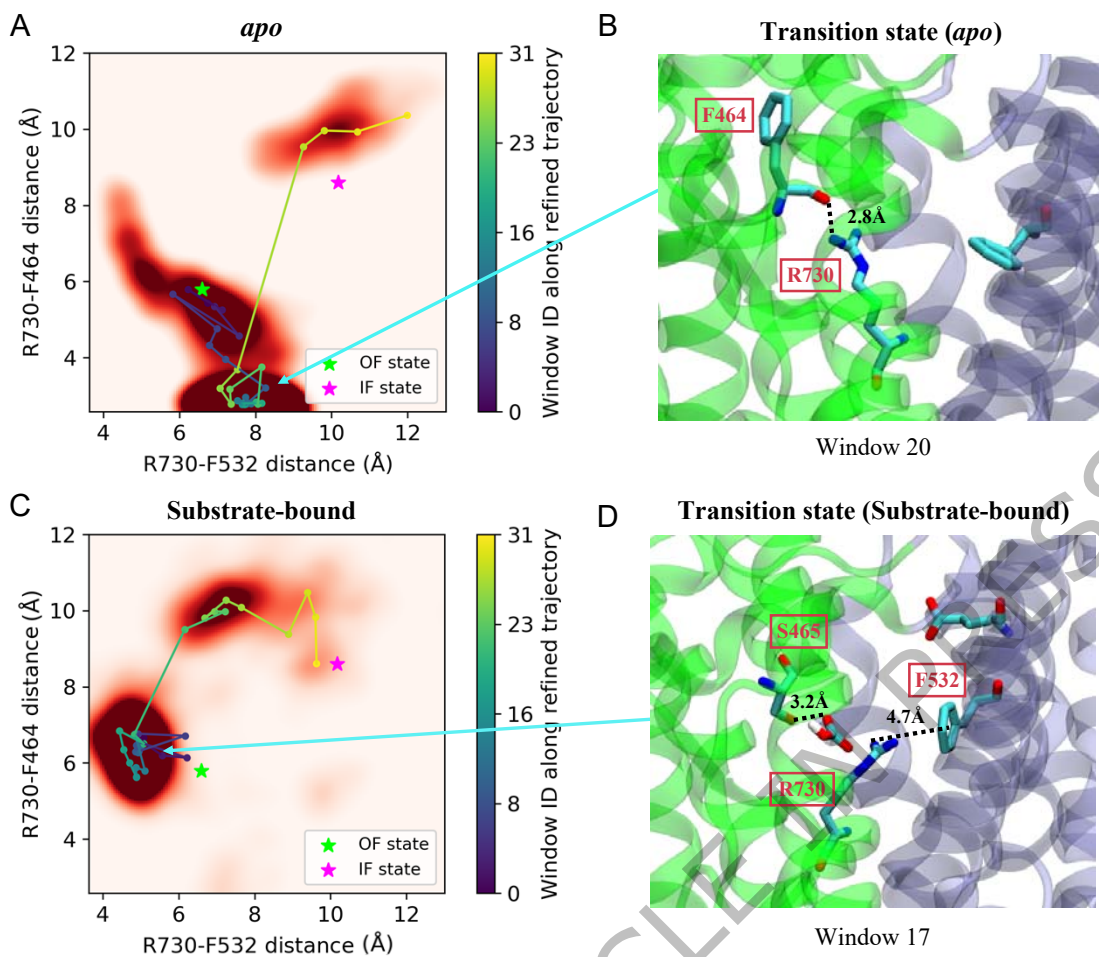 A
apo
12
10
8
6
4
4
6
8
10
12
R730-F464 distance (Å)
R730-F532 distance (Å)
OF state
IF state
31
23
16
8
0
Window ID along refined trajectory
B
Transition state (apo)
F464
2.8Å
R730
Window 20
C
Substrate-bound
12
10
8
6
4
4
6
8
10
12
R730-F464 distance (Å)
R730-F532 distance (Å)
OF state
IF state
31
23
16
8
0
Window ID along refined trajectory
D
Transition state (Substrate-bound)
S465
F532
3.2Å
4.7Å
R730
Window 17